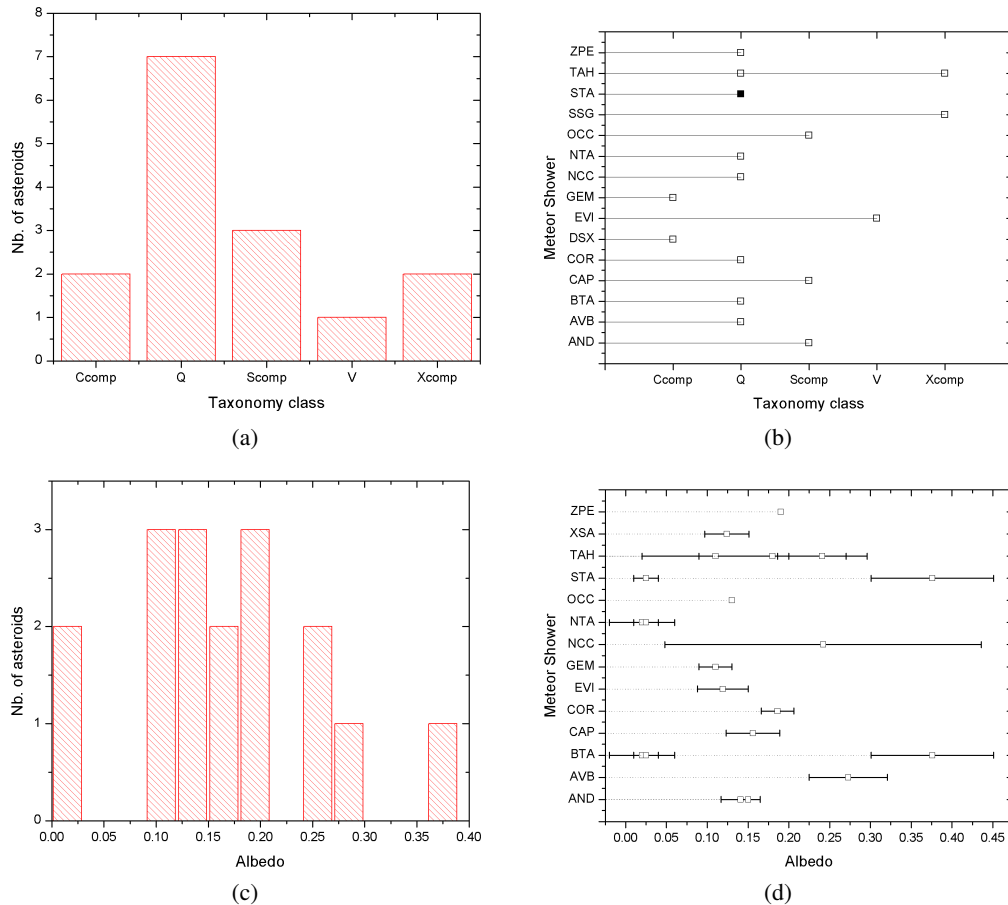 8
7
6
5
4
3
2
1
0
Nb. of asteroids
Ccomp Q Scomp V Xcomp
Taxonomy class
(a)
ZPE
TAH
STA
SSG
OCC
NTA
NCC
GEM
EVI
DSX
COR
CAP
BTA
AVB
AND
Meteor Shower
Ccomp Q Scomp V Xcomp
Taxonomy class
(b)
3
2
1
0
Nb. of asteroids
0.00 0.10 0.15 0.20 0.25 0.30 0.35 0.40
Albedo
(c)
ZPE
XSA
TAH
STA
OCC
NTA
NCC
GEM
EVI
COR
CAP
BTA
AVB
AND
Meteor Shower
0.00 0.10 0.15 0.20 0.25 0.30 0.35 0.40 0.45
Albedo
(d)